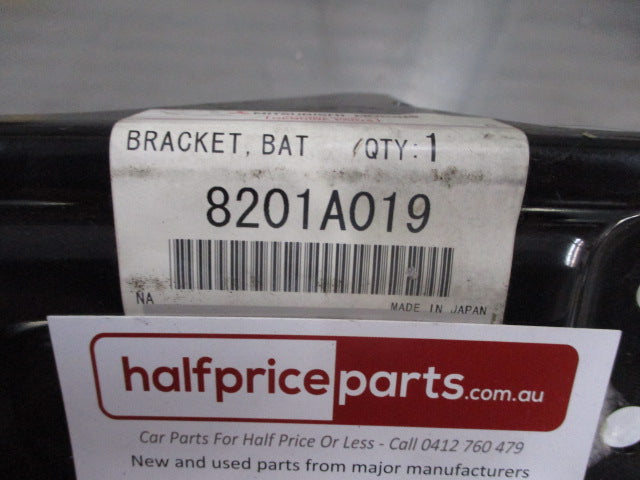 BRACKET, BAT /QTY: 1
8201A019
NA
MADE IN JAPAN
halfpriceparts.com.au
Car Parts For Half Price Or Less - Call 0412 760 479
New and used parts from major manufacturers